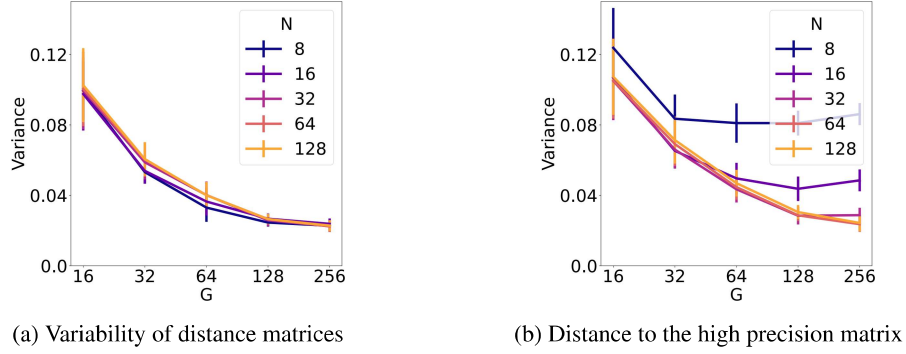 N
8
16
32
64
128
Variance
0.12
0.08
0.04
0.0
16 32 64 128 256
G
(a) Variability of distance matrices
N
8
16
32
64
128
Variance
0.12
0.08
0.04
0.0
16 32 64 128 256
G
(b) Distance to the high precision matrix